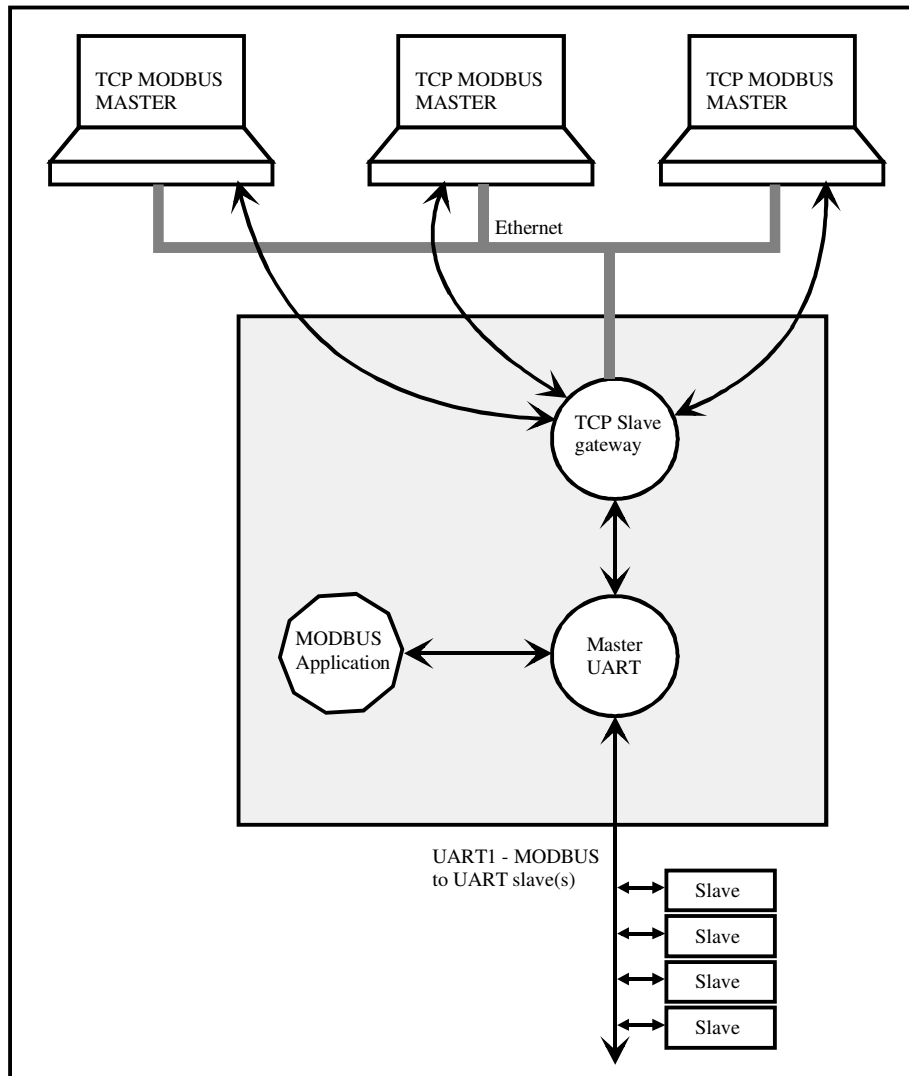 TCP MODBUS
MASTER
TCP MODBUS
MASTER
TCP MODBUS
MASTER
Ethernet
TCP Slave
gateway
MODBUS
Application
Master
UART
UART1 - MODBUS
to UART slave(s)
Slave
Slave
Slave
Slave